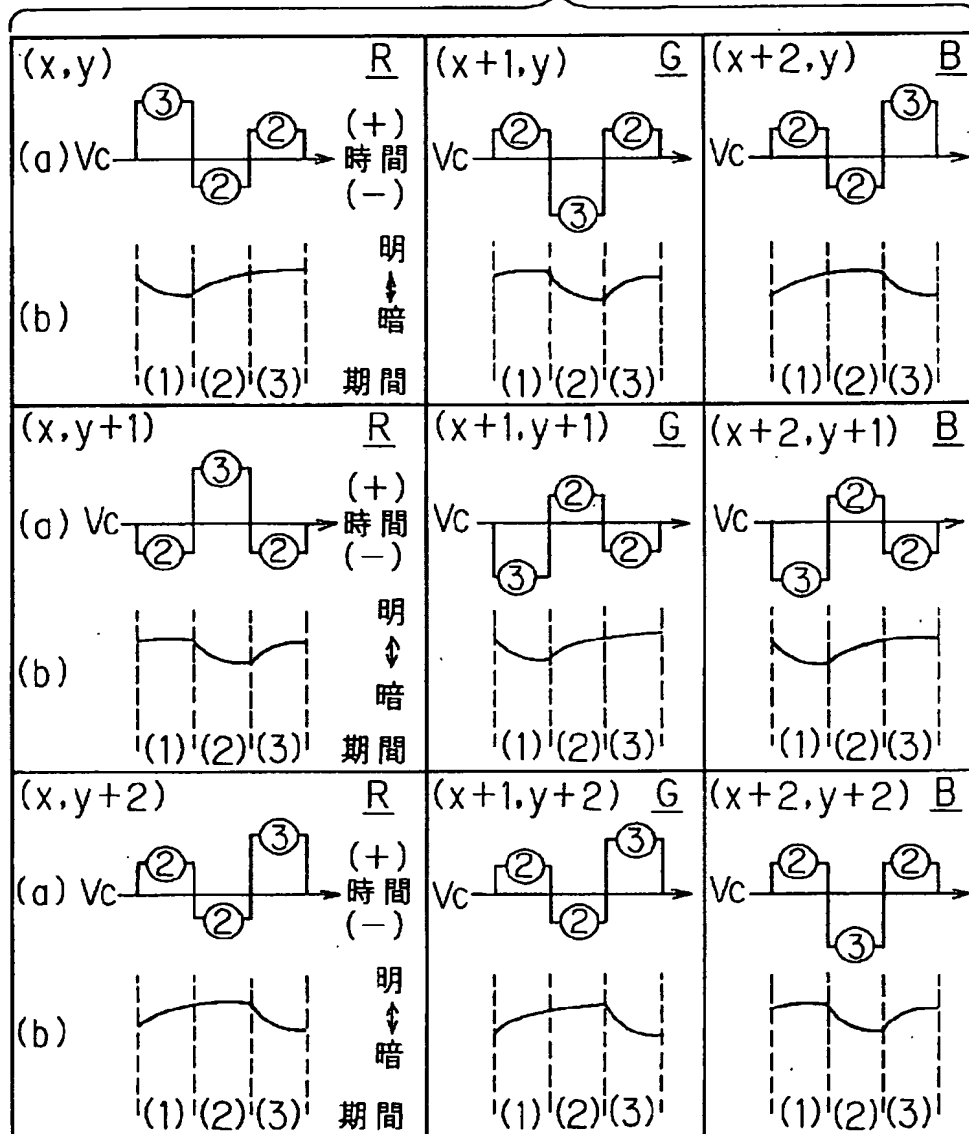 (x,y) R
③
②
②
(+)
(a) Vc 時間
(−)
明
(b)
暗
(1) (2) (3) 期間
(x+1,y) G
② ②
Vc
③
(1) (2) (3)
(x+2,y) B
③
②
Vc
②
(1) (2) (3)
(x,y+1) R
③
(+)
(a) Vc 時間
② ② (−)
明
(b)
暗
(1) (2) (3) 期間
(x+1,y+1) G
②
Vc
②
③
(1) (2) (3)
(x+2,y+1) B
②
Vc
②
③
(1) (2) (3)
(x,y+2) R
③
② (+)
(a) Vc 時間
② (−)
明
(b)
暗
(1) (2) (3) 期間
(x+1,y+2) G
③
②
Vc
②
(1) (2) (3)
(x+2,y+2) B
② ②
Vc
③
(1) (2) (3)